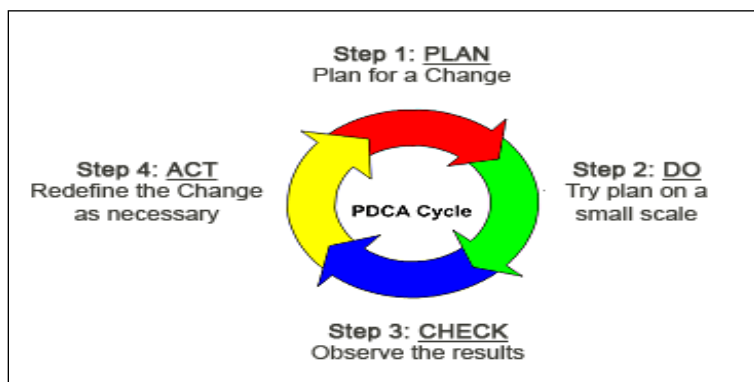 Step 1: PLAN
Plan for a Change
Step 4: ACT
Redefine the Change
as necessary
PDCA Cycle
Step 2: DO
Try plan on a
small scale
Step 3: CHECK
Observe the results